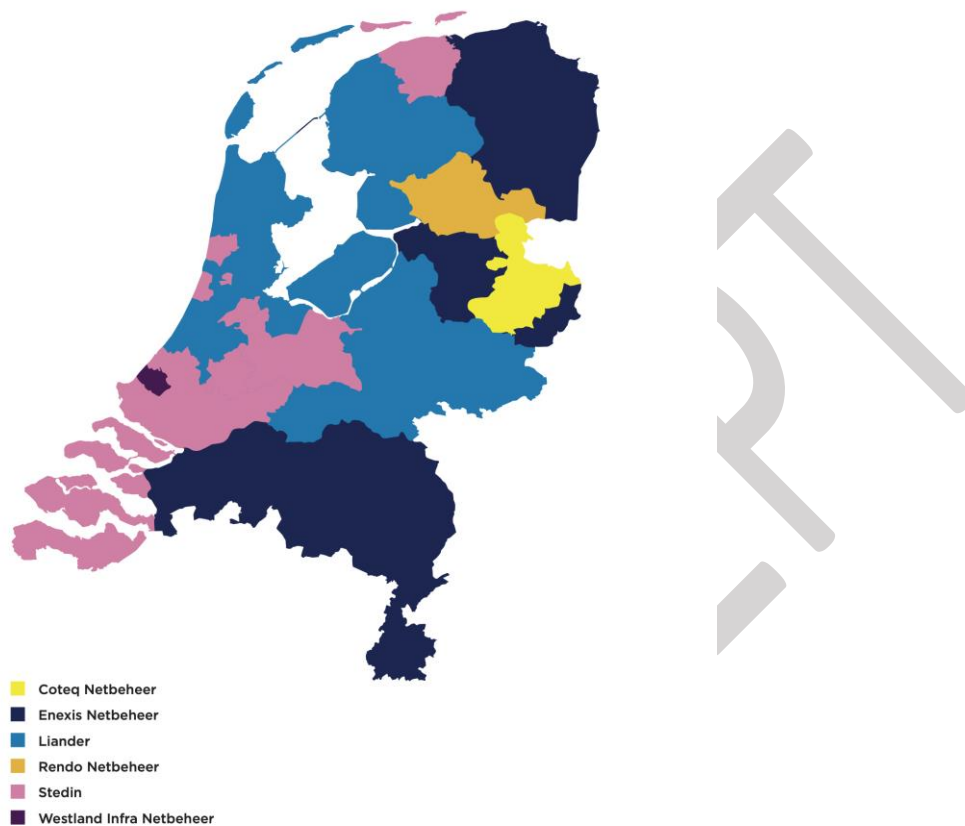 Coteq Netbeheer
Enexis Netbeheer
Liander
Rendo Netbeheer
Stedin
Westland Infra Netbeheer